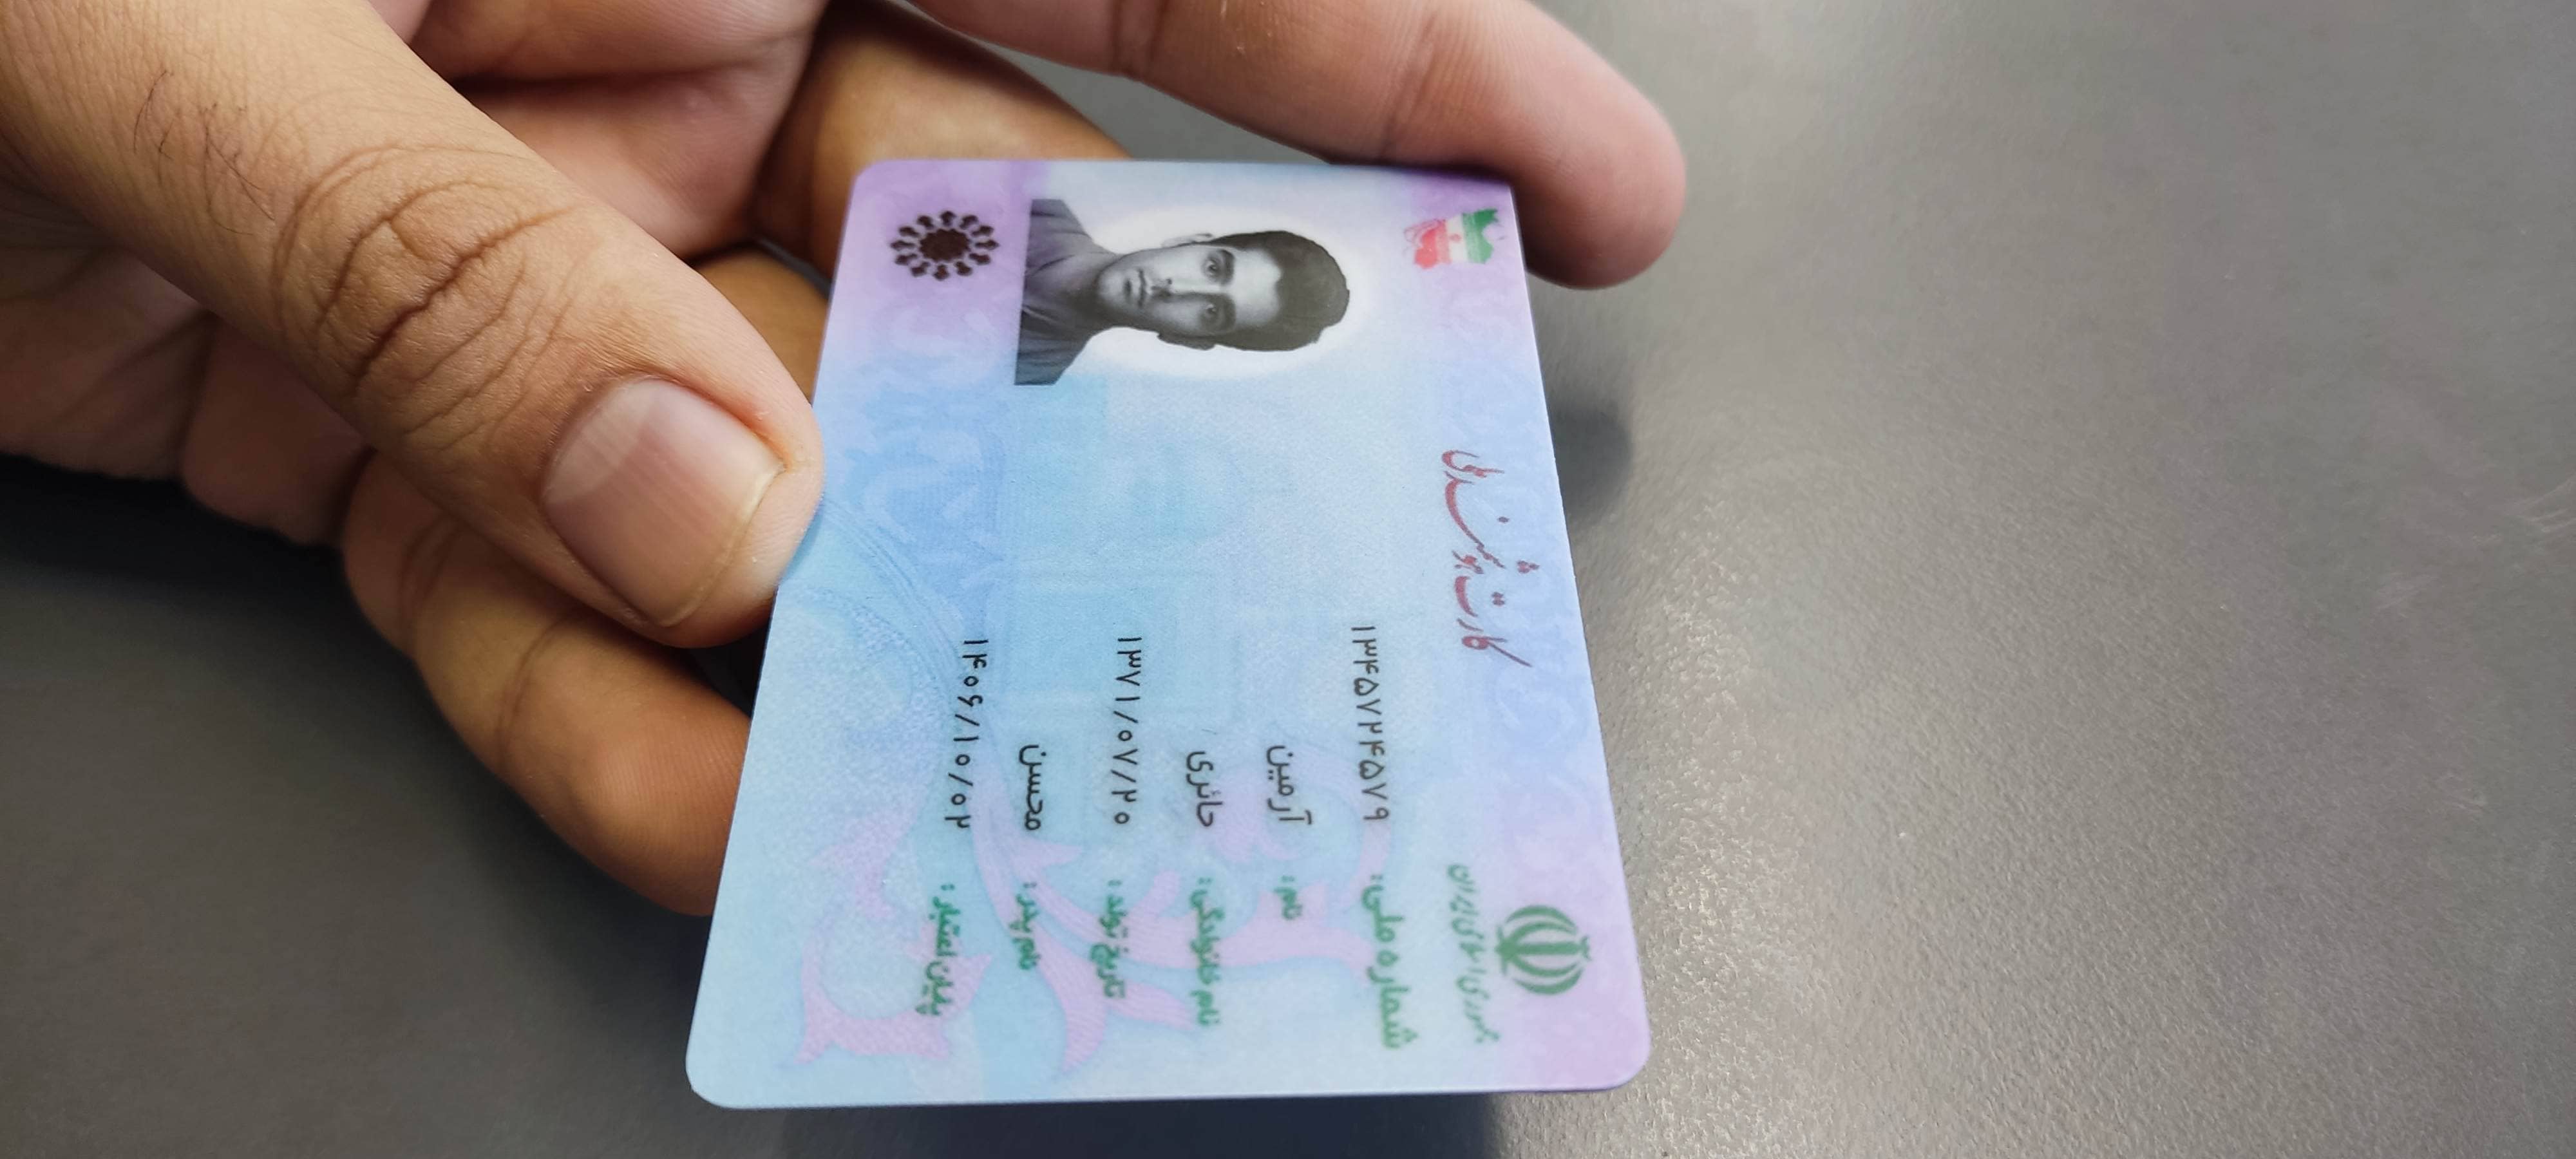 جمهوری اسلامی ایران
کارت هوشمند ملی
شماره ملی: ۱۳۴۵۷۲۴۵۷۹
نام: آرمین
نام خانوادگی: حائری
تاریخ تولد: ۱۳۷۱/۰۷/۲۰
نام پدر: محسن
پایان اعتبار: ۱۴۰۶/۱۰/۰۲